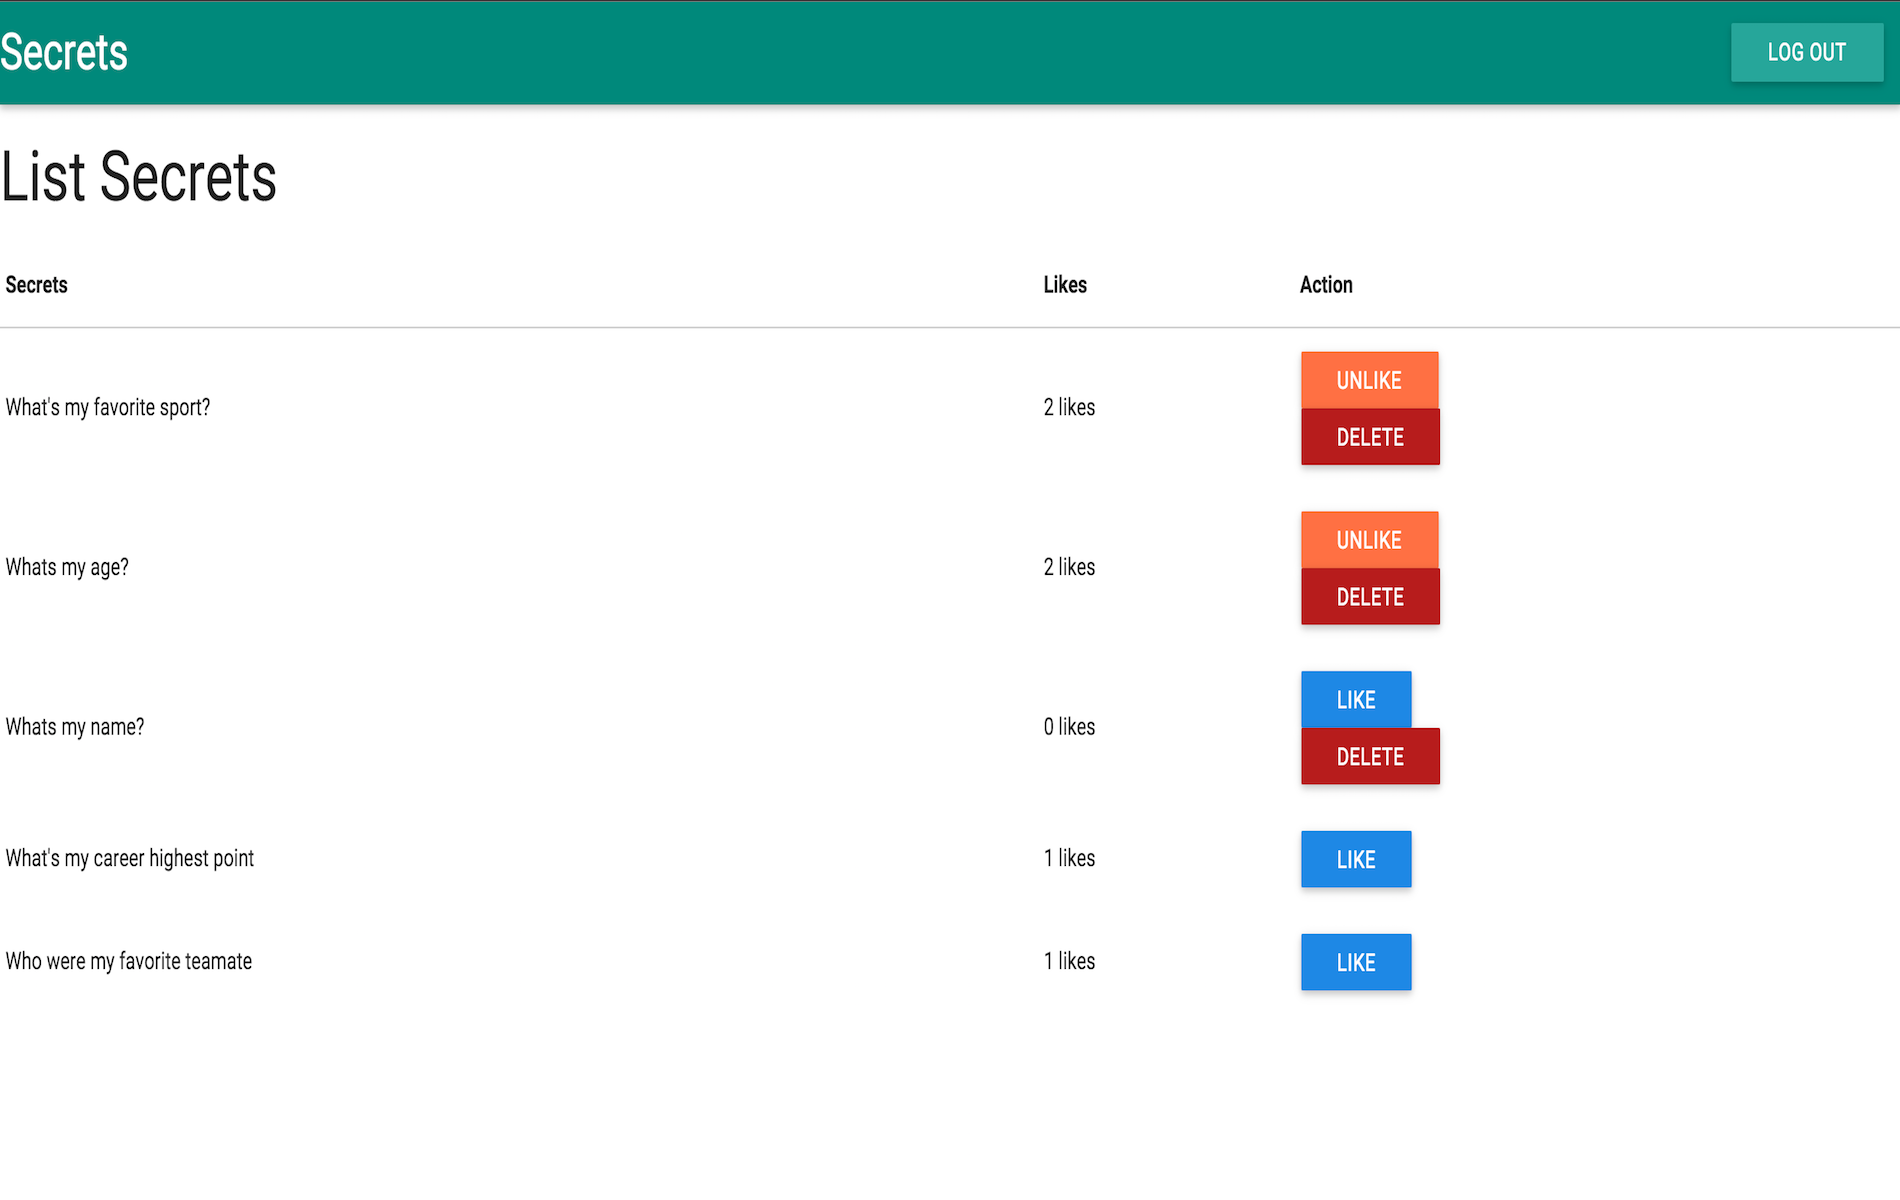 Secrets
LOG OUT
List Secrets
Secrets Likes Action
What's my favorite sport? 2 likes UNLIKE
DELETE
Whats my age? 2 likes UNLIKE
DELETE
Whats my name? 0 likes LIKE
DELETE
What's my career highest point 1 likes LIKE
Who were my favorite teamate 1 likes LIKE